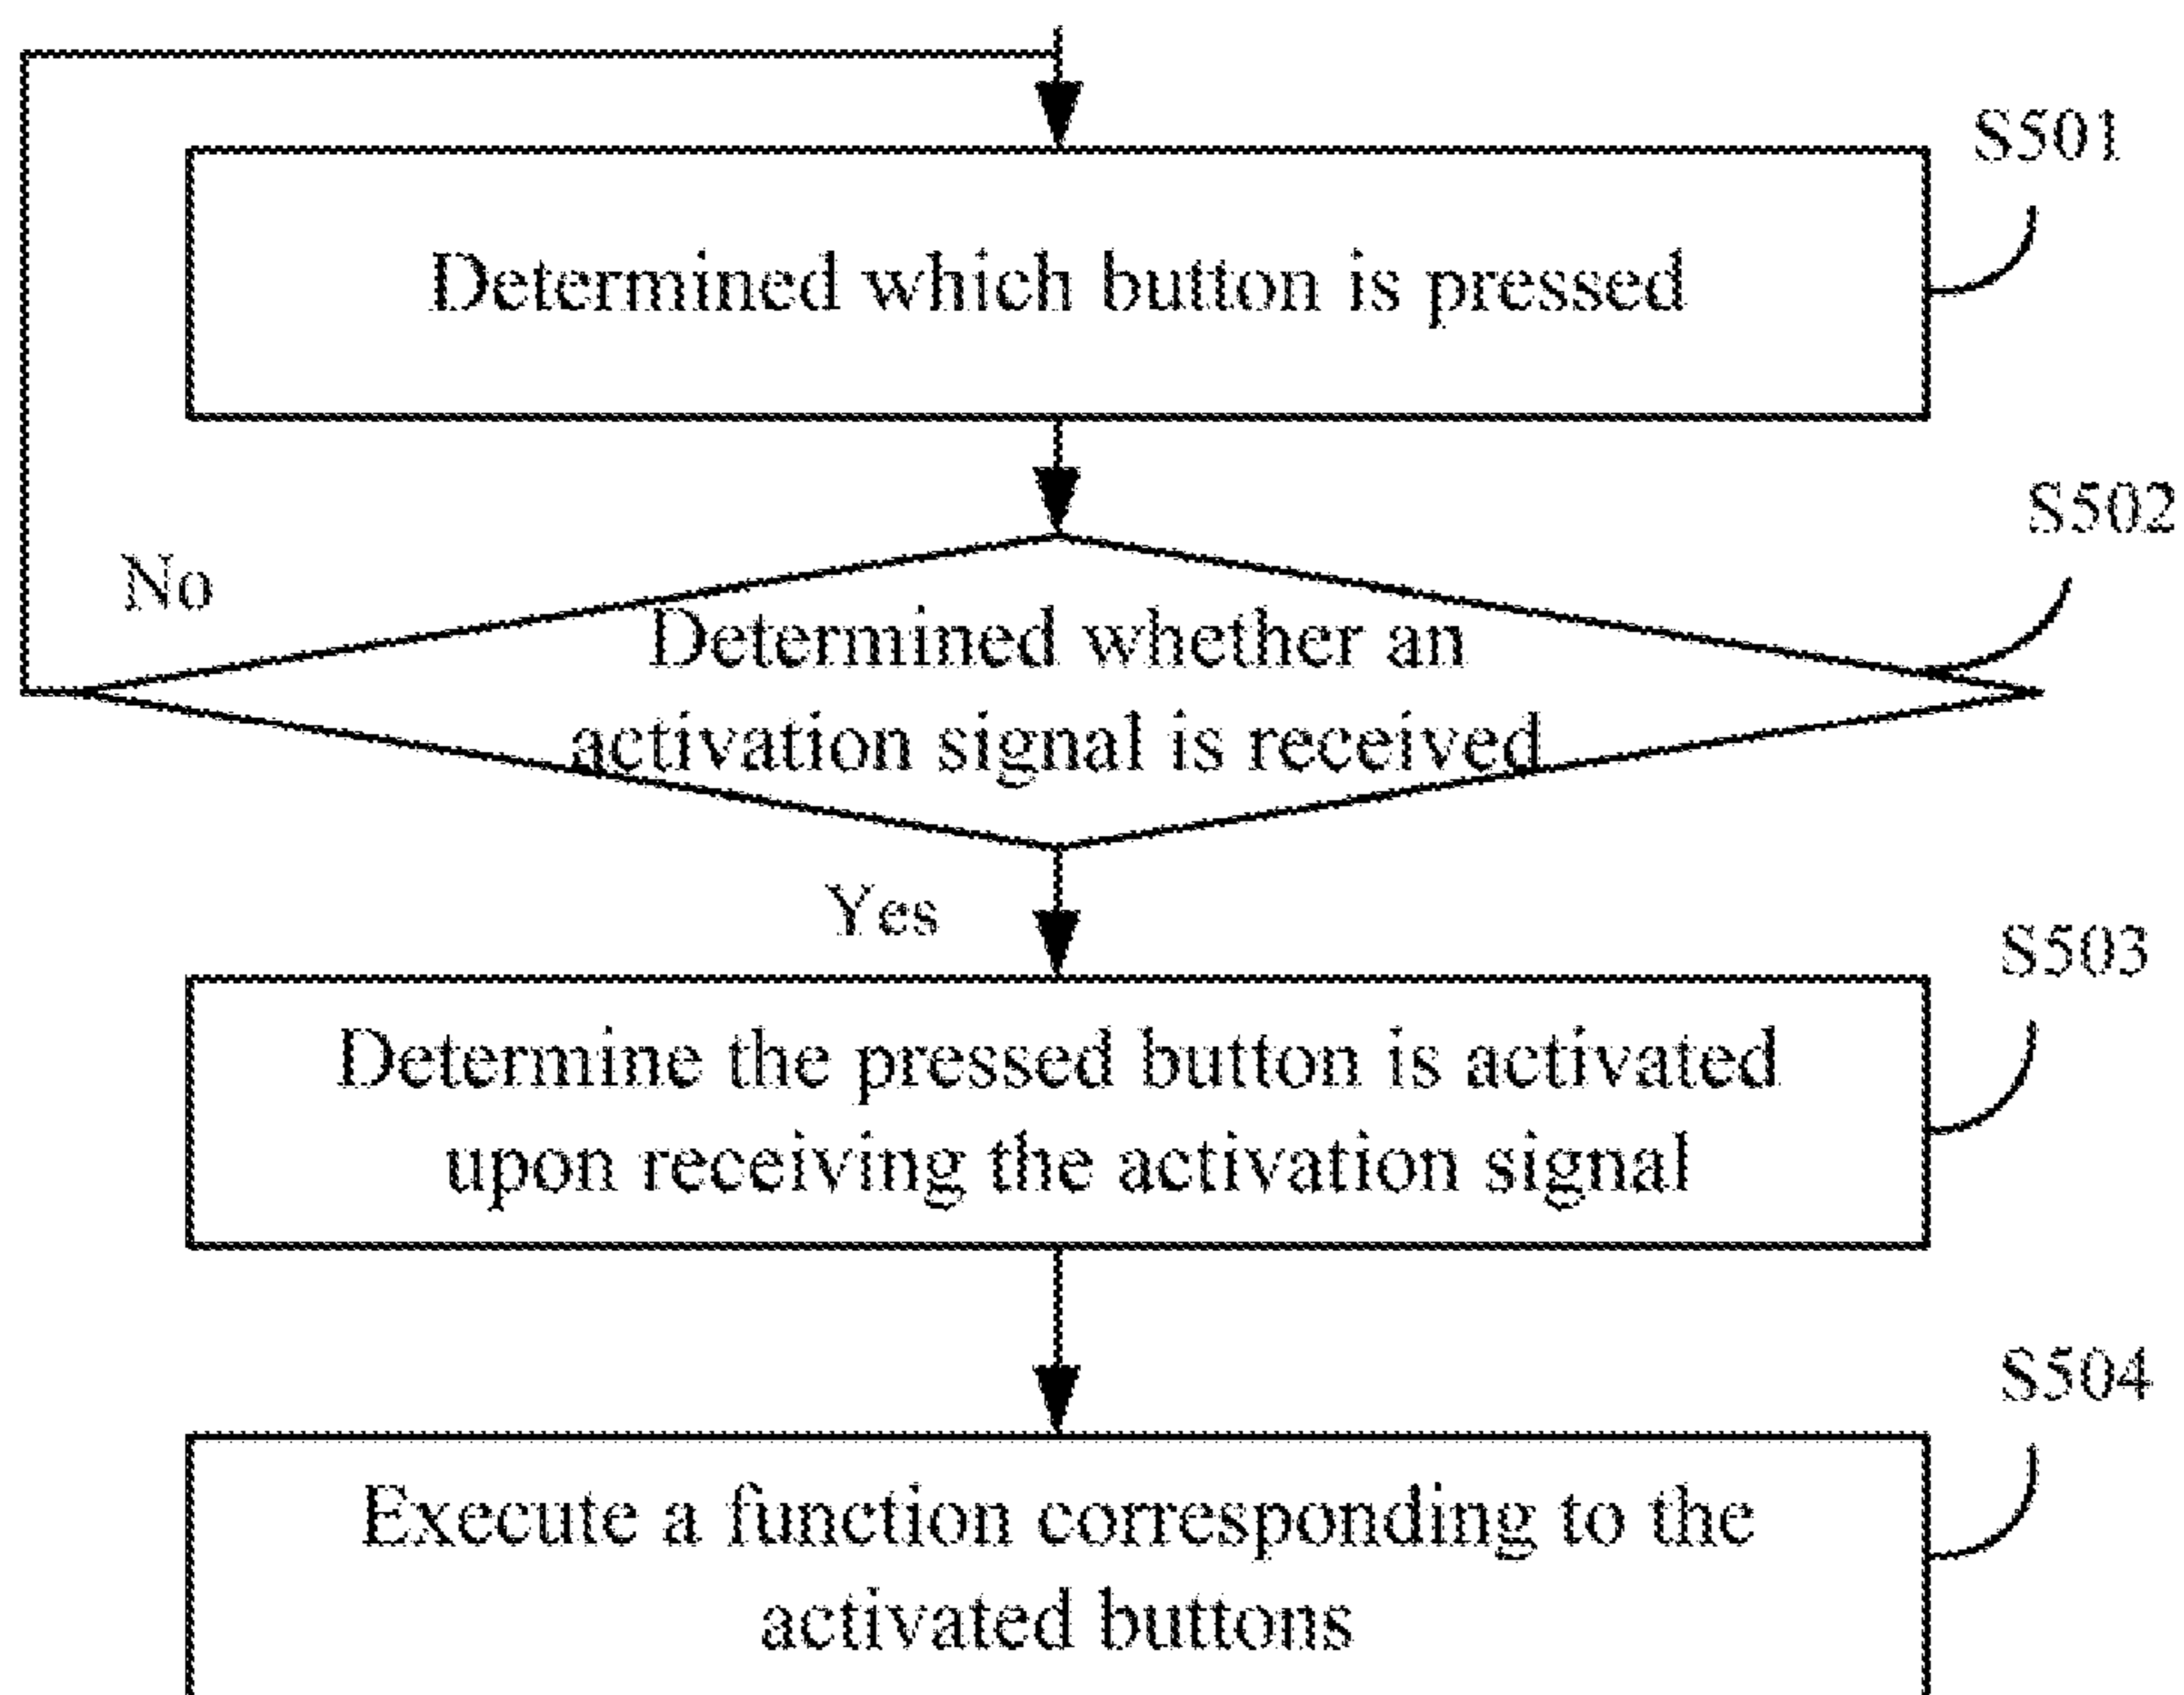 S501
Determined which button is pressed
S502
No
Determined whether an
activation signal is received
Yes
S503
Determine the pressed button is activated
upon receiving the activation signal
S504
Execute a function corresponding to the
activated buttons